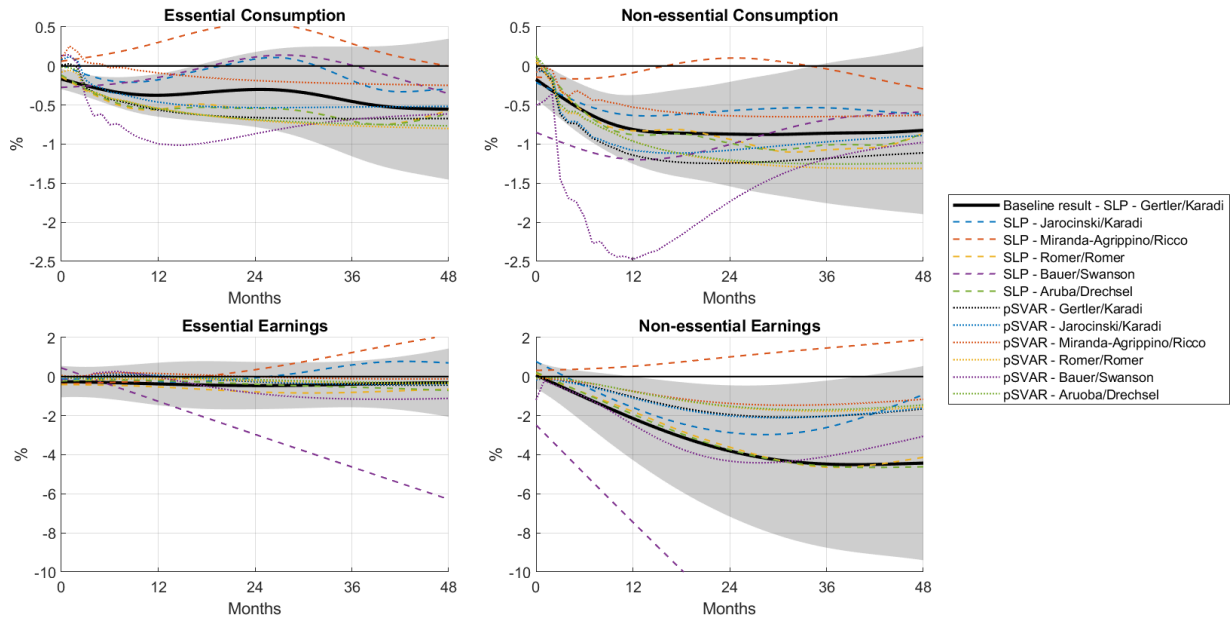 Essential Consumption
0.5
0
-0.5
-1
-1.5
-2
-2.5
%
0 12 24 36 48
Months
Non-essential Consumption
0.5
0
-0.5
-1
-1.5
-2
-2.5
%
0 12 24 36 48
Months
Essential Earnings
2
0
-2
-4
-6
-8
-10
%
0 12 24 36 48
Months
Non-essential Earnings
2
0
-2
-4
-6
-8
-10
%
0 12 24 36 48
Months
Baseline result - SLP - Gertler/Karadi
SLP - Jarocinski/Karadi
SLP - Miranda-Agrippino/Ricco
SLP - Romer/Romer
SLP - Bauer/Swanson
SLP - Aruba/Drechsel
pSVAR - Gertler/Karadi
pSVAR - Jarocinski/Karadi
pSVAR - Miranda-Agrippino/Ricco
pSVAR - Romer/Romer
pSVAR - Bauer/Swanson
pSVAR - Aruoba/Drechsel